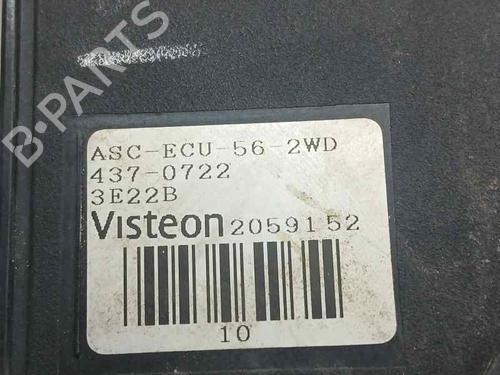 B-PARTS
ASC-ECU-56-2WD
437-0722
3E22B
Visteon 2059152
10